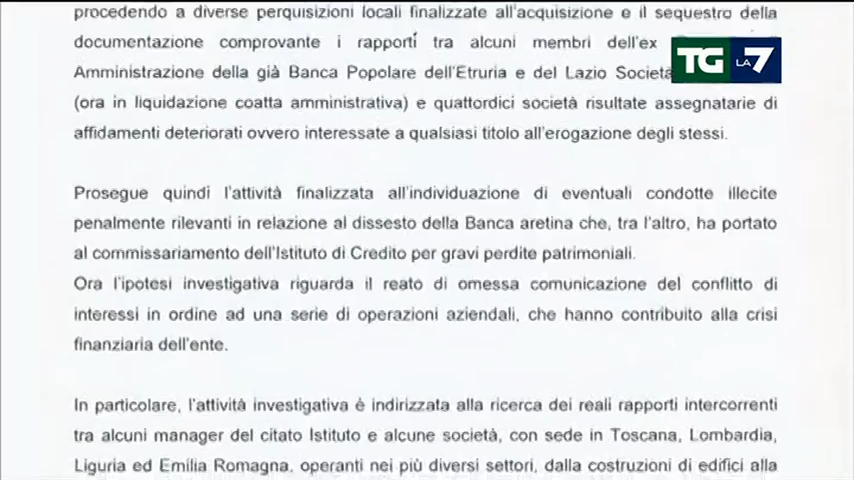 procedendo a diverse perquisizioni locali finalizzate all'acquisizione e il sequestro della
documentazione comprovante i rapporti tra alcuni membri dell'ex
TG LA 7
Amministrazione della già Banca Popolare dell'Etruria e del Lazio Società
(ora in liquidazione coatta amministrativa) e quattordici società risultate assegnatarie di
affidamenti deteriorati ovvero interessate a qualsiasi titolo all'erogazione degli stessi.
Prosegue quindi l'attività finalizzata all'individuazione di eventuali condotte illecite
penalmente rilevanti in relazione al dissesto della Banca aretina che, tra l'altro, ha portato
al commissariamento dell'Istituto di Credito per gravi perdite patrimoniali.
Ora l'ipotesi investigativa riguarda il reato di omessa comunicazione del conflitto di
interessi in ordine ad una serie di operazioni aziendali, che hanno contribuito alla crisi
finanziaria dell'ente.
In particolare, l'attività investigativa è indirizzata alla ricerca dei reali rapporti intercorrenti
tra alcuni manager del citato Istituto e alcune società, con sede in Toscana, Lombardia,
Liguria ed Emilia Romagna, operanti nei più diversi settori, dalla costruzioni di edifici alla